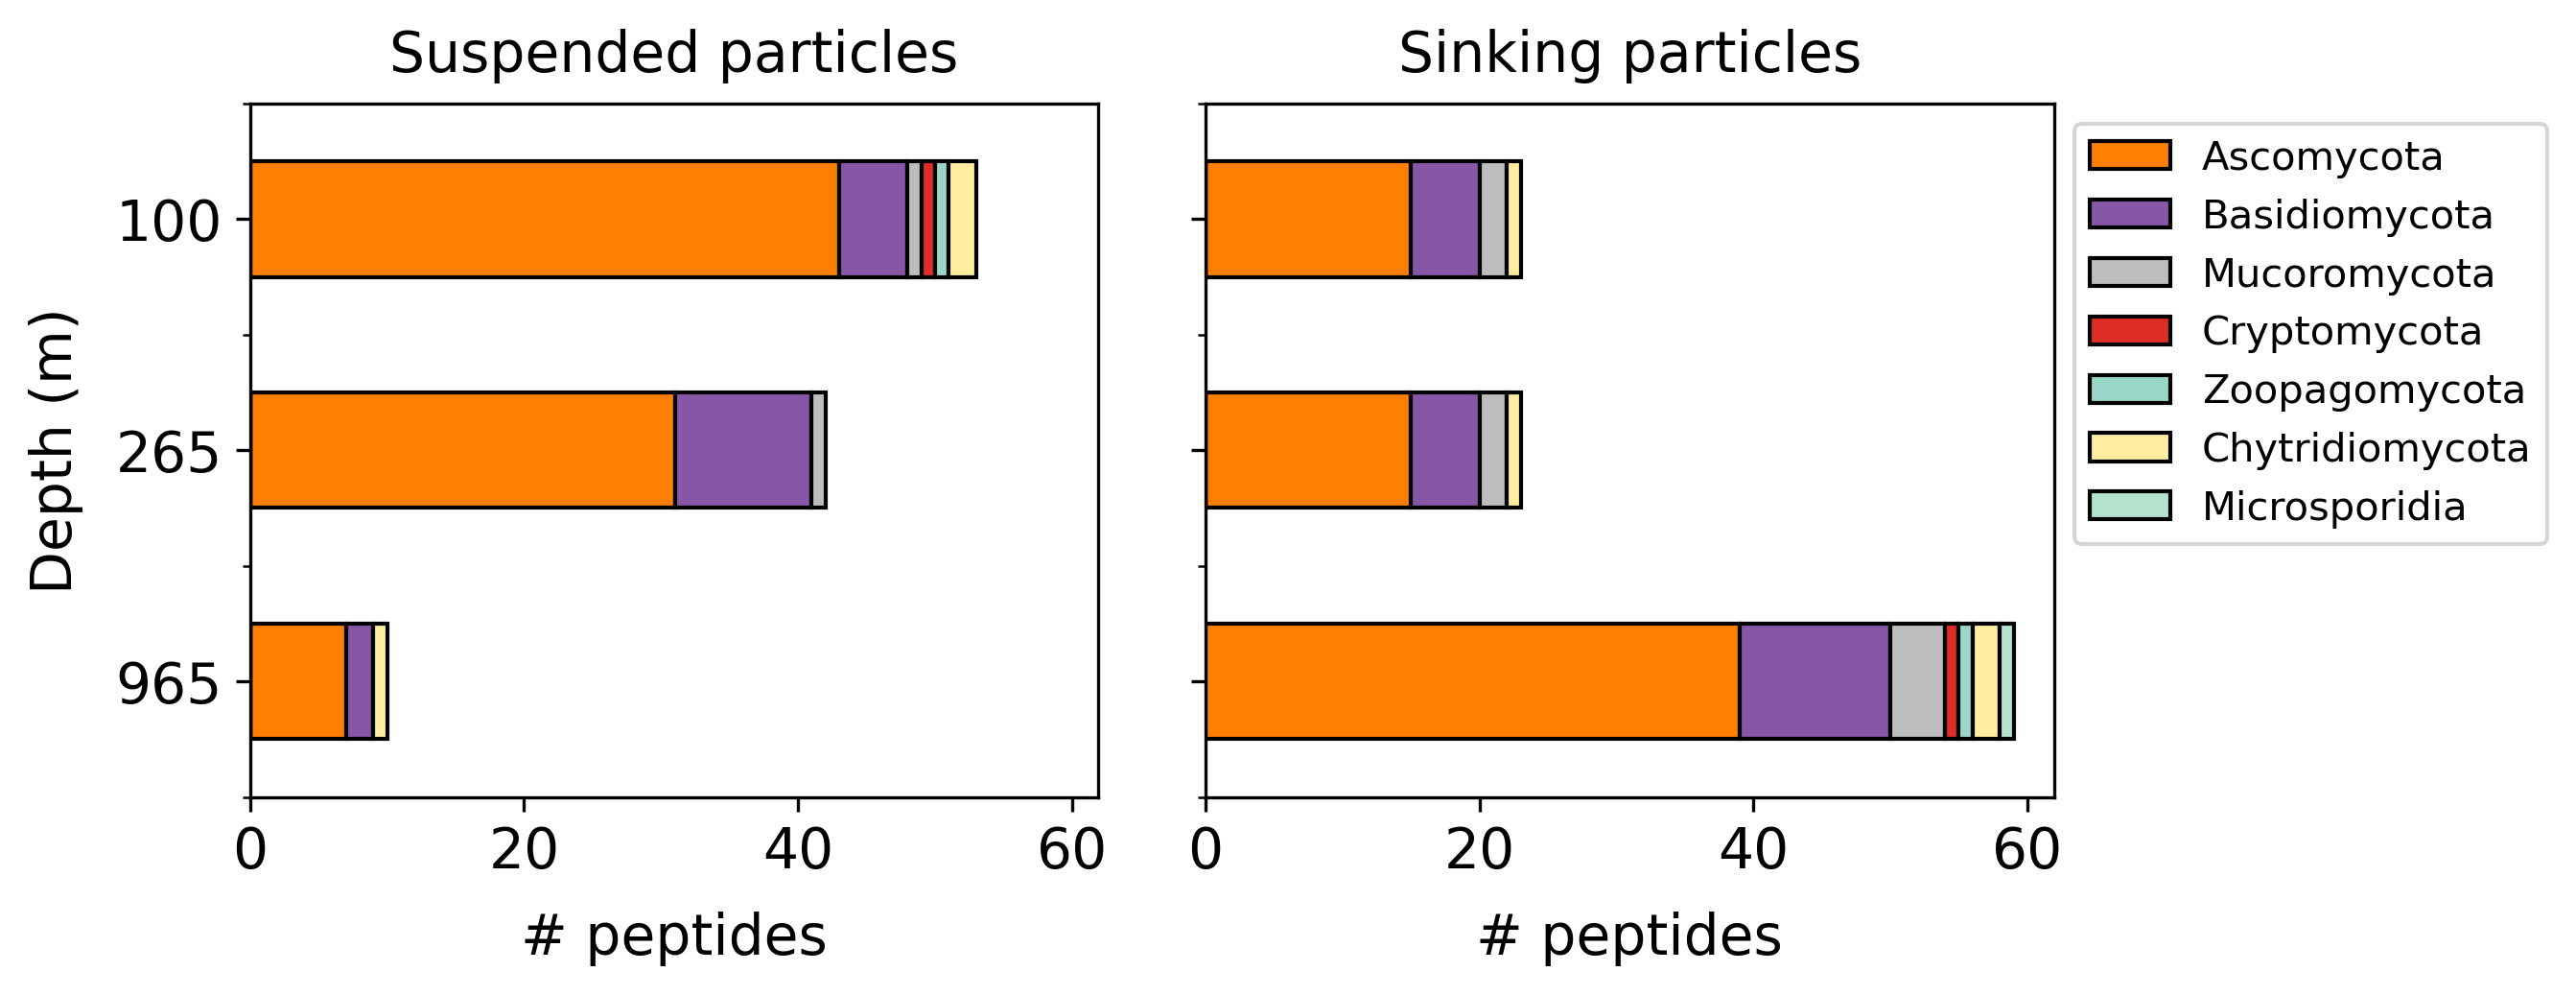 Suspended particles
Sinking particles
Depth (m)
100
265
965
0 20 40 60
0 20 40 60
# peptides
# peptides
Ascomycota
Basidiomycota
Mucoromycota
Cryptomycota
Zoopagomycota
Chytridiomycota
Microsporidia